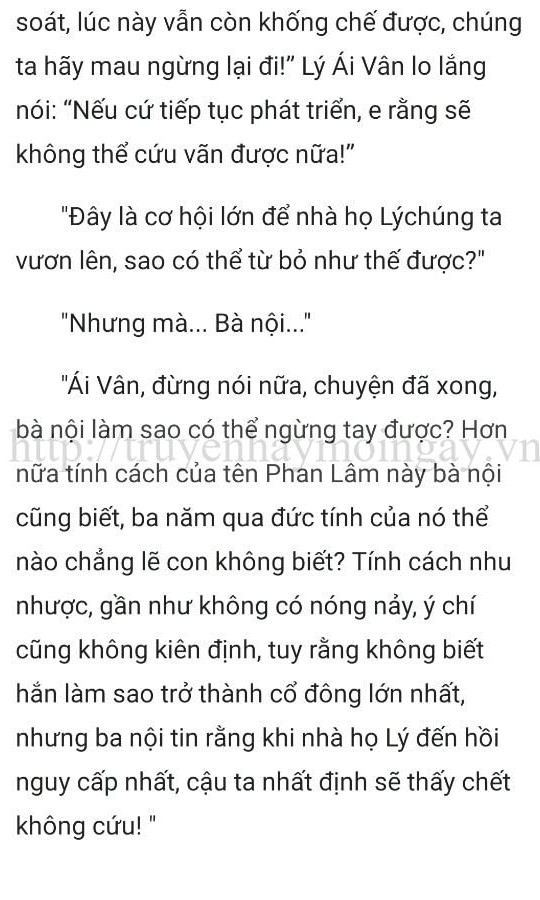 soát, lúc này vẫn còn khống chế được, chúng
ta hãy mau ngừng lại đi!” Lý Ái Vân lo lắng
nói: “Nếu cứ tiếp tục phát triển, e rằng sẽ
không thể cứu vãn được nữa!”
"Đây là cơ hội lớn để nhà họ Lýchúng ta
vươn lên, sao có thể từ bỏ như thế được?"
"Nhưng mà... Bà nội..."
"Ái Vân, đừng nói nữa, chuyện đã xong,
bà nội làm sao có thể ngừng tay được? Hơn
http://truyenhaymoingay.vn
nữa tính cách của tên Phan Lâm này bà nội
cũng biết, ba năm qua đức tính của nó thể
nào chẳng lẽ con không biết? Tính cách nhu
nhược, gần như không có nóng nảy, ý chí
cũng không kiên định, tuy rằng không biết
hắn làm sao trở thành cổ đông lớn nhất,
nhưng ba nội tin rằng khi nhà họ Lý đến hồi
nguy cấp nhất, cậu ta nhất định sẽ thấy chết
không cứu! "